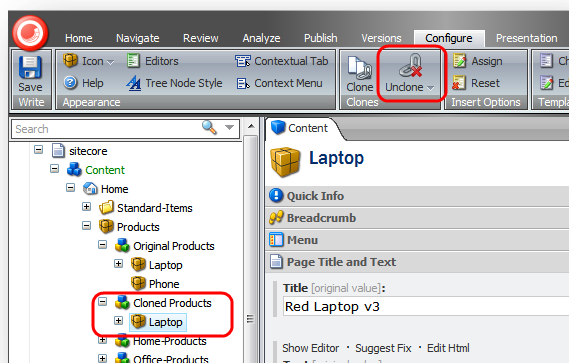 Home Navigate Review Analyze Publish Versions Configure Presentation
Save
Write
Icon Editors Contextual Tab
Help Tree Node Style Context Menu
Appearance
Clone Unclone
Clones
Assign
Reset
Insert Options
Search
sitecore
Content
Home
Standard-Items
Products
Original Products
Laptop
Phone
Cloned Products
Laptop
Home-Products
Office-Products
Content
Laptop
Quick Info
Breadcrumb
Menu
Page Title and Text
Title [original value]:
Red Laptop v3
Show Editor · Suggest Fix · Edit Html